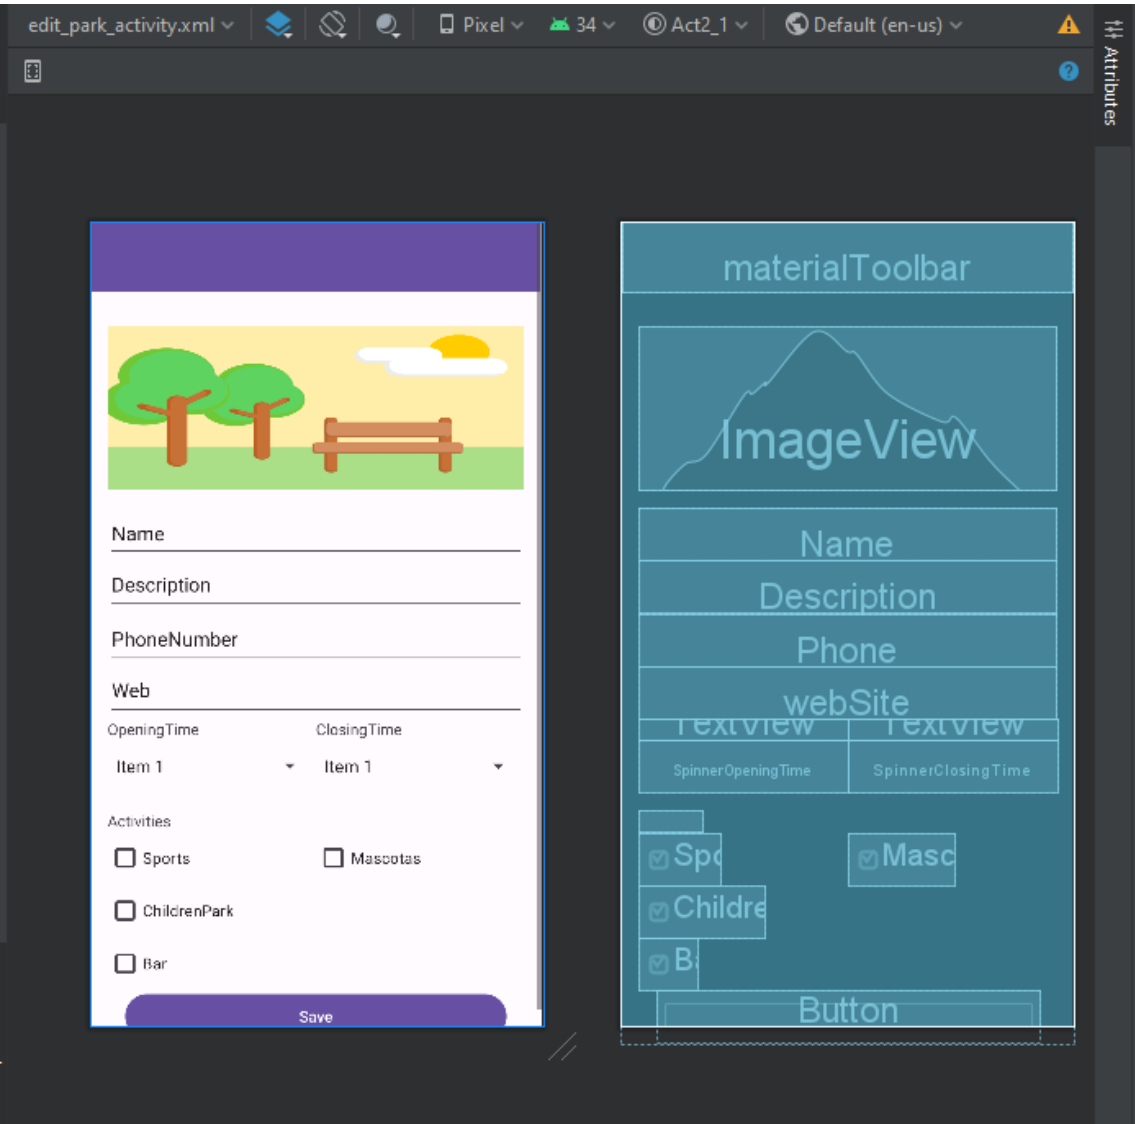 edit_park_activity.xml Pixel 34 Act2_1 Default (en-us)
Attributes
materialToolbar
ImageView
Name
Description
PhoneNumber
Web
OpeningTime ClosingTime
Item 1 Item 1
Activities
Sports Mascotas
ChildrenPark
Bar
Save
Name
Description
Phone
webSite
TextView TextView
SpinnerOpeningTime SpinnerClosingTime
Spo Masc
Childre
Ba
Button